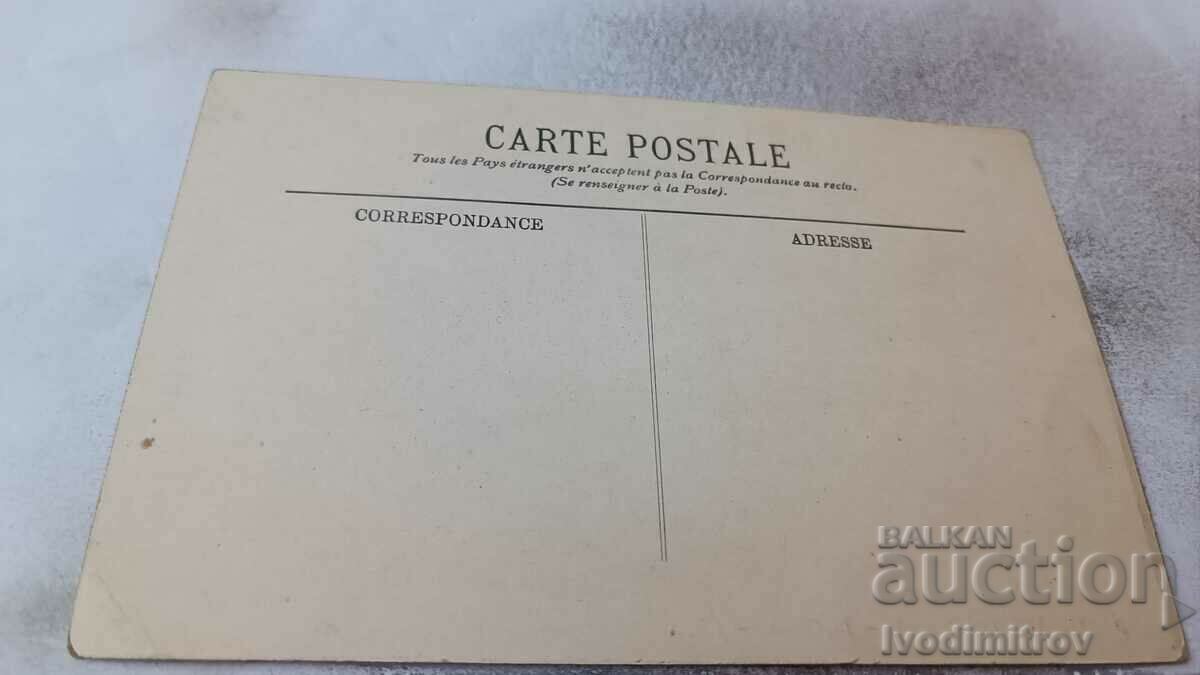 CARTE POSTALE
Tous les Pays étrangers n'acceptent pas la Correspondance au recto.
(Se renseigner à la Poste).
CORRESPONDANCE
ADRESSE
BALKAN
auction
Ivodimitrov